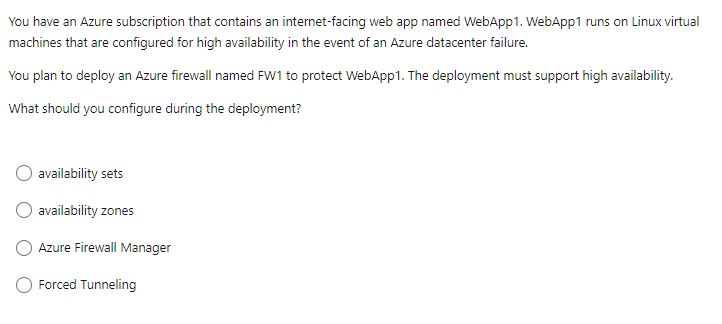 You have an Azure subscription that contains an internet-facing web app named WebApp1. WebApp1 runs on Linux virtual
machines that are configured for high availability in the event of an Azure datacenter failure.
You plan to deploy an Azure firewall named FW1 to protect WebApp1. The deployment must support high availability.
What should you configure during the deployment?
availability sets
availability zones
Azure Firewall Manager
Forced Tunneling